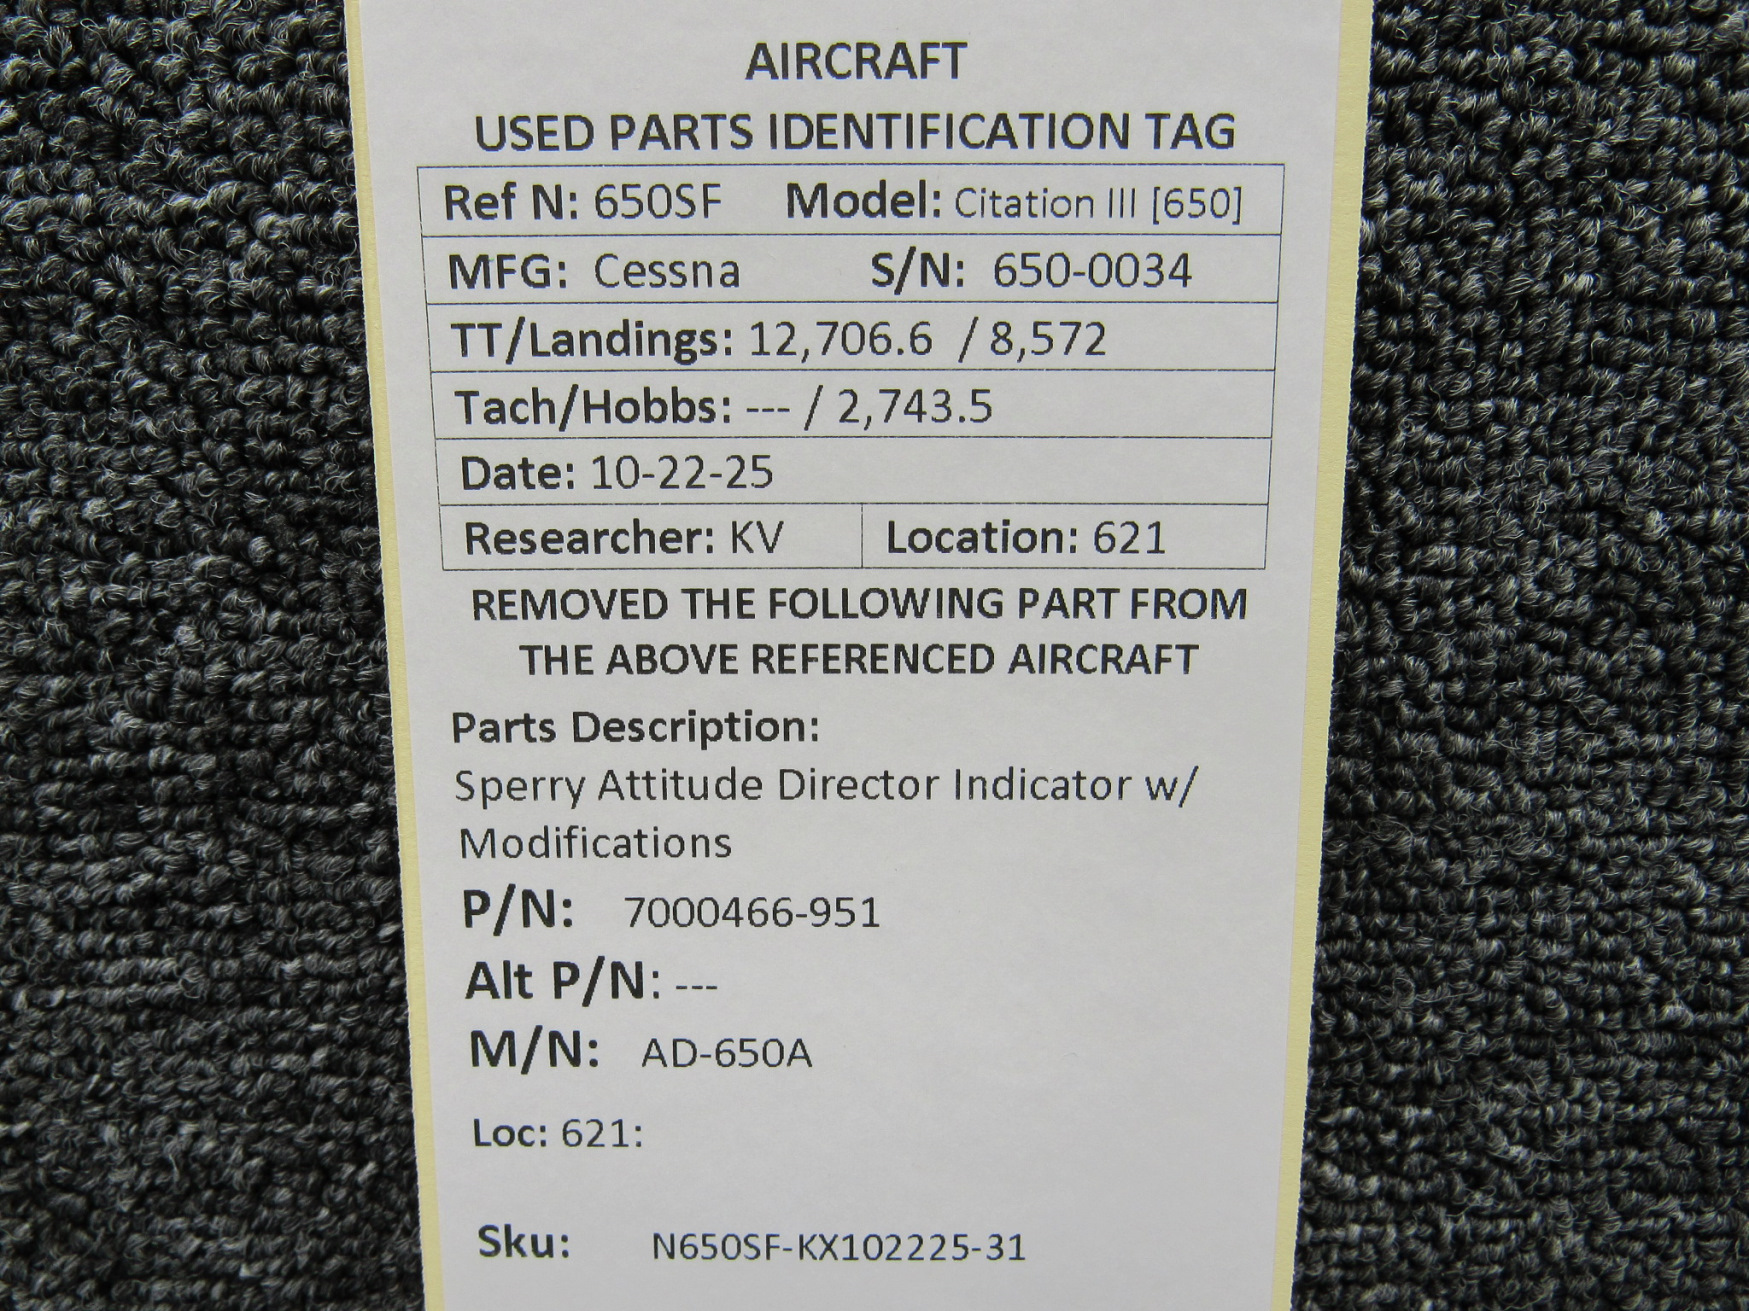 AIRCRAFT
USED PARTS IDENTIFICATION TAG
Ref N: 650SF Model: Citation III [650]
MFG: Cessna S/N: 650-0034
TT/Landings: 12,706.6 / 8,572
Tach/Hobbs: --- / 2,743.5
Date: 10-22-25
Researcher: KV Location: 621
REMOVED THE FOLLOWING PART FROM
THE ABOVE REFERENCED AIRCRAFT
Parts Description:
Sperry Attitude Director Indicator w/
Modifications
P/N: 7000466-951
Alt P/N: ---
M/N: AD-650A
Loc: 621:
Sku: N650SF-KX102225-31